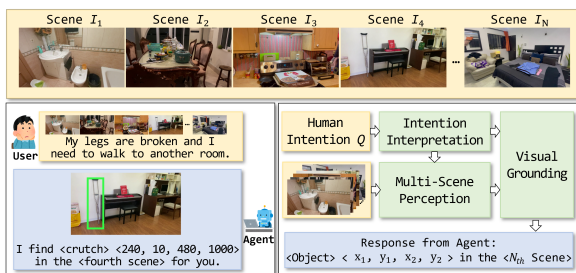 Scene I₁ Scene I₂ Scene I₃ Scene I₄ Scene I_N
...
...
My legs are broken and I
need to walk to another room.
User
I find <crutch> <240, 10, 480, 1000>
in the <fourth scene> for you.
Agent
Human
Intention Q
Intention
Interpretation
Multi-Scene
Perception
Visual
Grounding
Response from Agent:
<Object> < x₁, y₁, x₂, y₂ > in the <N_th Scene>